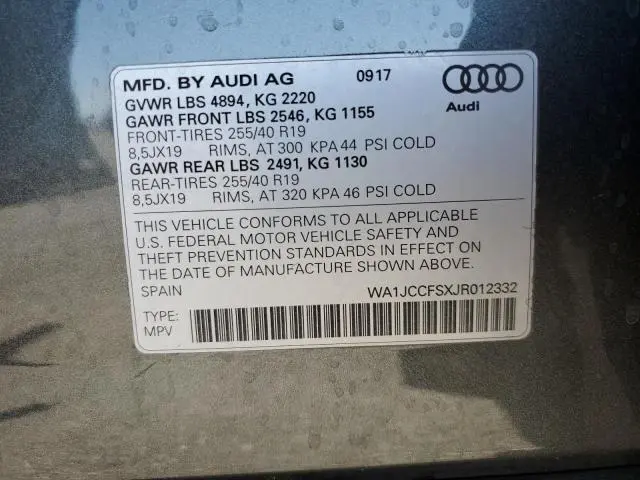 MFD. BY AUDI AG 0917
GVWR LBS 4894, KG 2220
GAWR FRONT LBS 2546, KG 1155
FRONT-TIRES 255/40 R19
8,5JX19 RIMS, AT 300 KPA 44 PSI COLD
GAWR REAR LBS 2491, KG 1130
REAR-TIRES 255/40 R19
8,5JX19 RIMS, AT 320 KPA 46 PSI COLD
Audi
THIS VEHICLE CONFORMS TO ALL APPLICABLE
U.S. FEDERAL MOTOR VEHICLE SAFETY AND
THEFT PREVENTION STANDARDS IN EFFECT ON
THE DATE OF MANUFACTURE SHOWN ABOVE.
SPAIN WA1JCCFSXJR012332
TYPE:
MPV